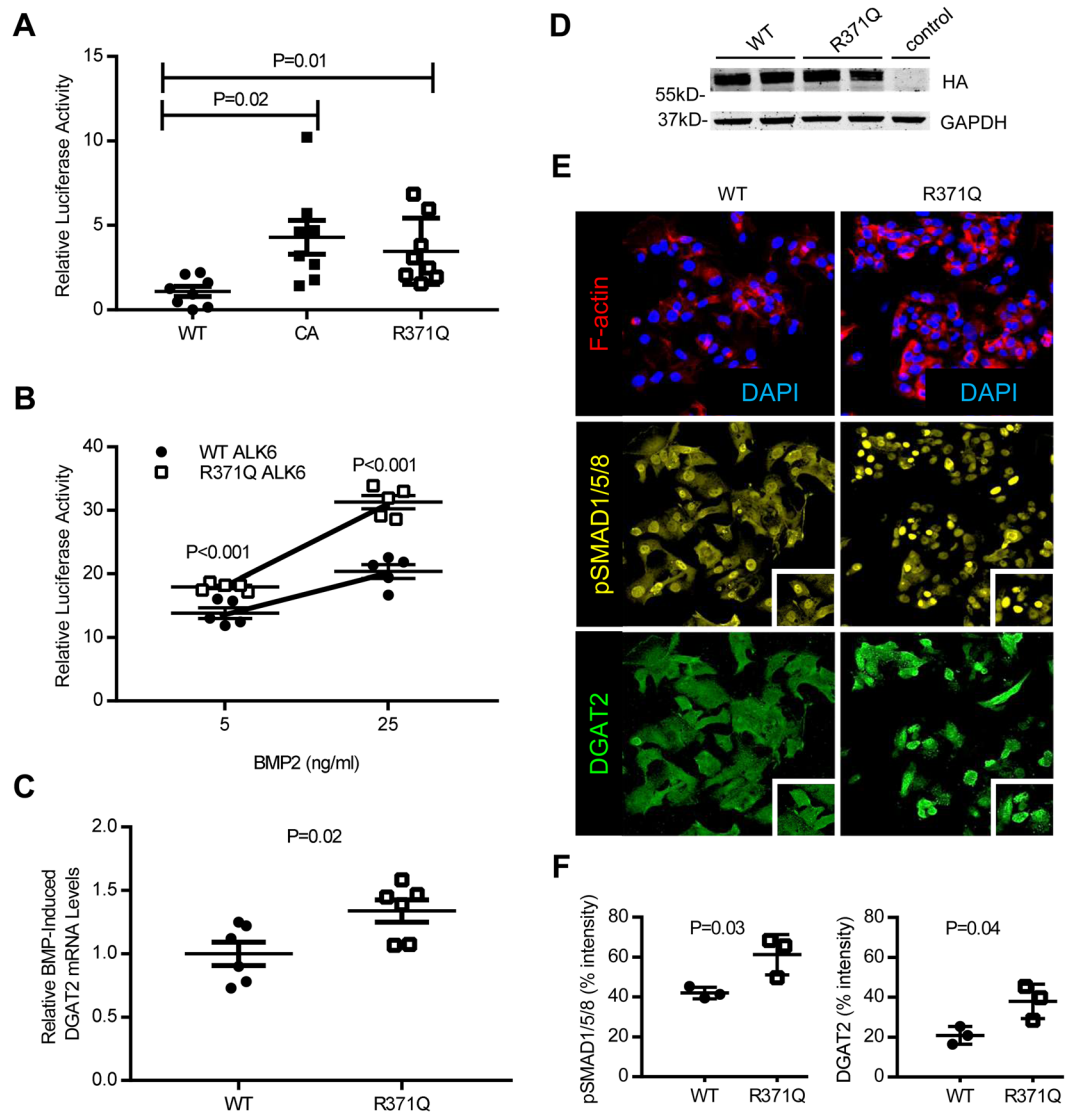 A
Relative Luciferase Activity
15
10
5
0
P=0.01
P=0.02
WT
CA
R371Q
B
Relative Luciferase Activity
40
30
20
10
0
WT ALK6
R371Q ALK6
P<0.001
P<0.001
5
25
BMP2 (ng/ml)
C
Relative BMP-Induced
DGAT2 mRNA Levels
2.0
1.5
1.0
0.5
0.0
P=0.02
WT
R371Q
D
WT
R371Q
control
55kD-
37kD-
HA
GAPDH
E
WT
R371Q
F-actin
DAPI
DAPI
pSMAD1/5/8
DGAT2
F
pSMAD1/5/8 (% intensity)
80
60
40
20
0
P=0.03
WT
R371Q
DGAT2 (% intensity)
80
60
40
20
0
P=0.04
WT
R371Q